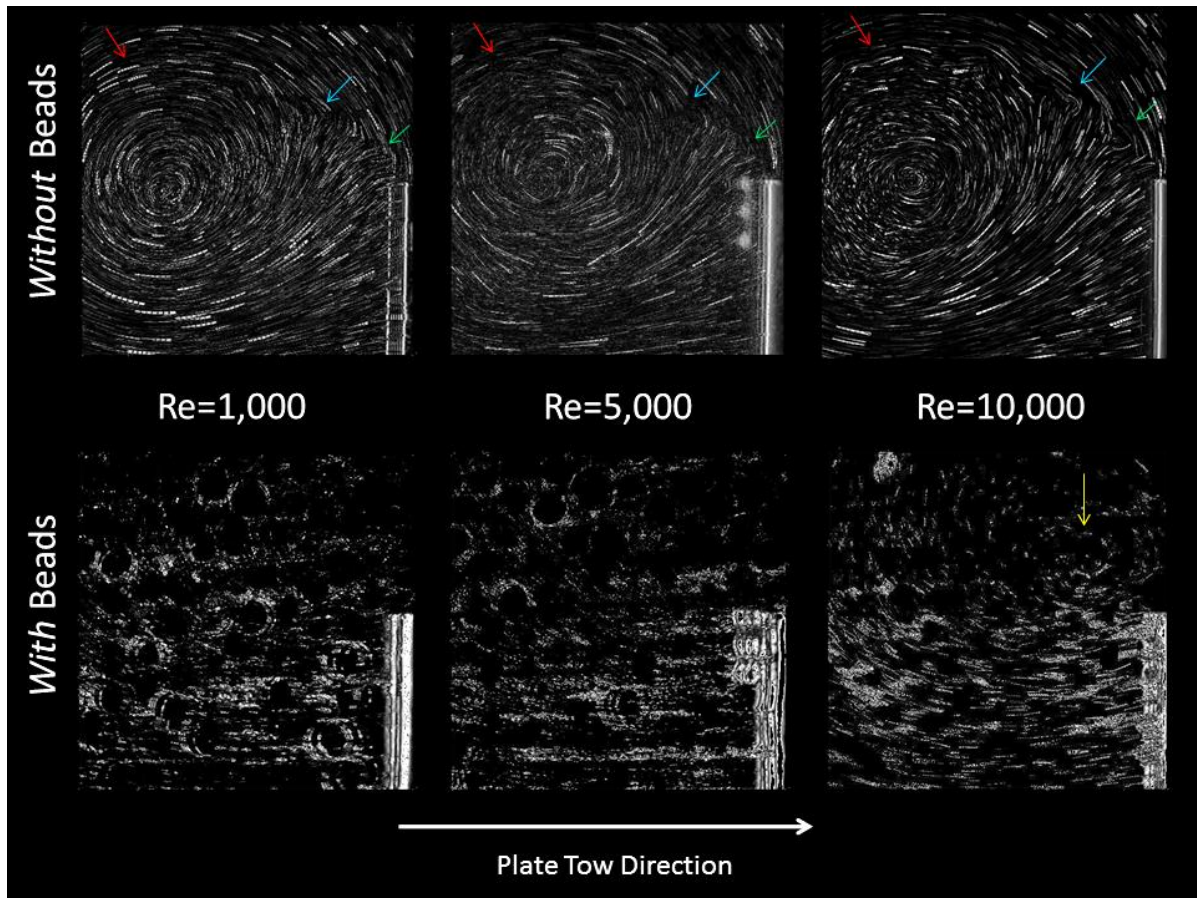 Without Beads
Re=1,000
Re=5,000
Re=10,000
With Beads
Plate Tow Direction